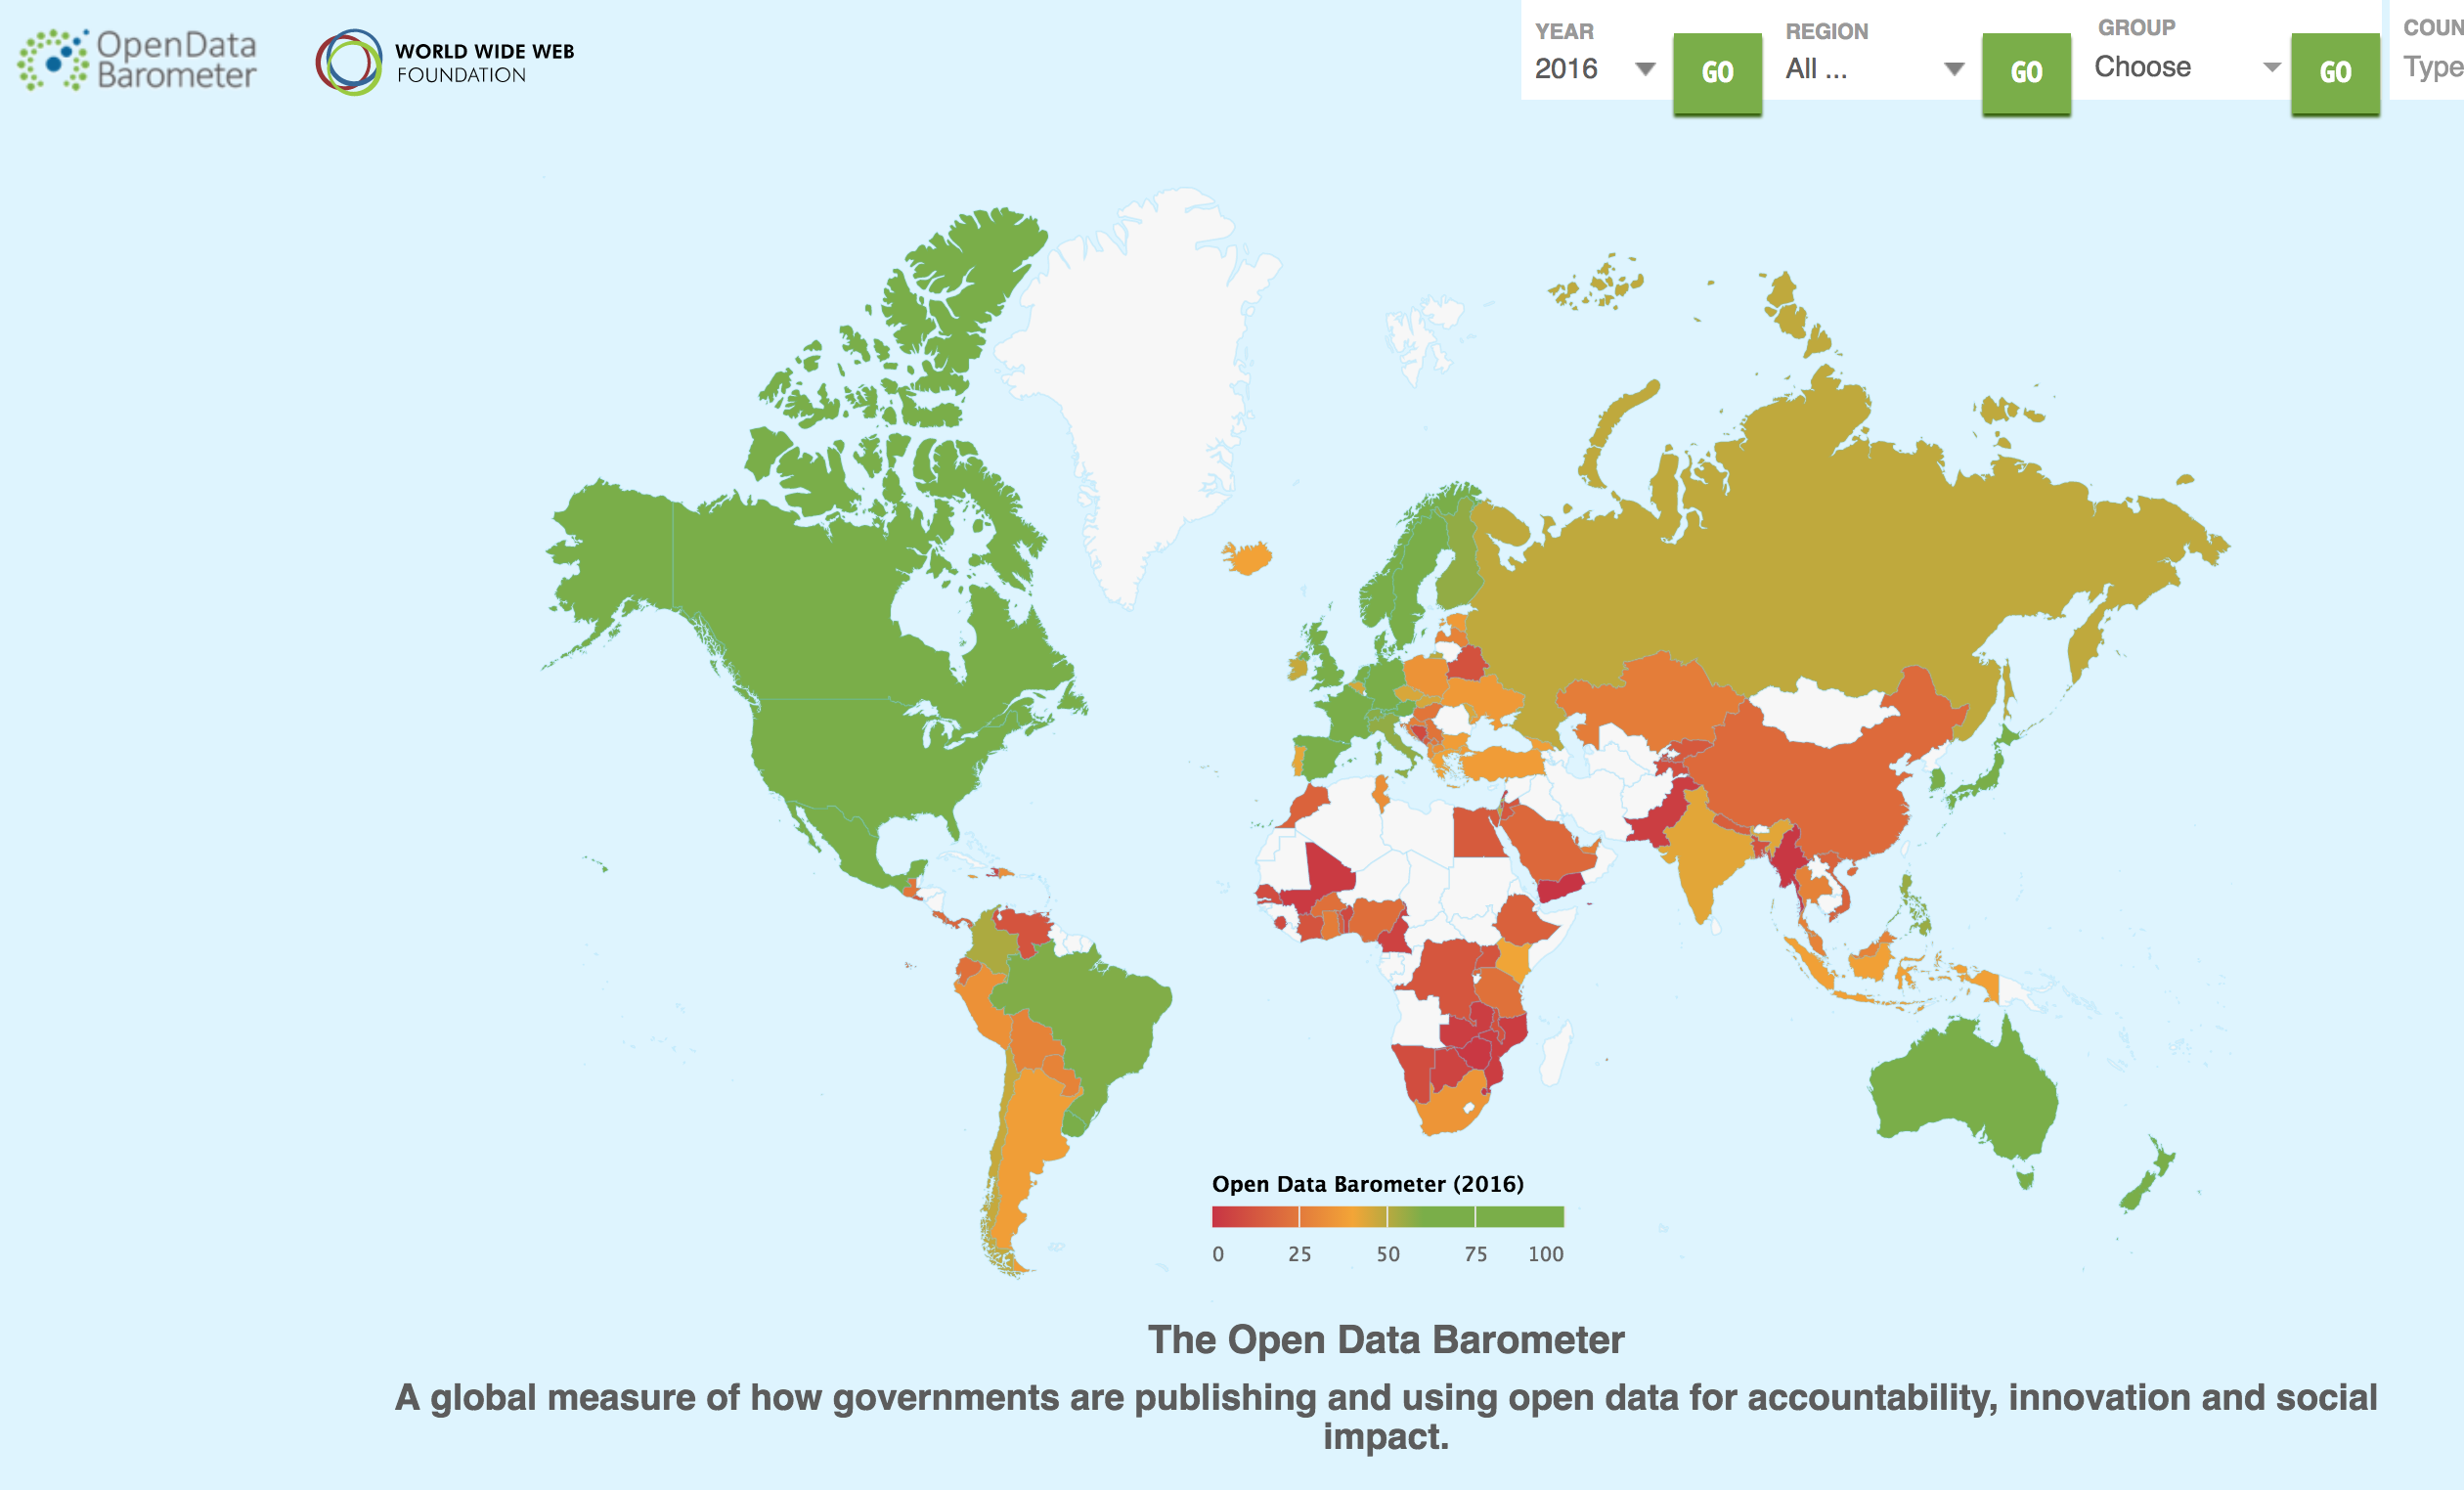 OpenData
Barometer
WORLD WIDE WEB
FOUNDATION
YEAR
2016
GO
REGION
All ...
GO
GROUP
Choose
GO
COUN
Type
Open Data Barometer (2016)
0 25 50 75 100
The Open Data Barometer
A global measure of how governments are publishing and using open data for accountability, innovation and social
impact.